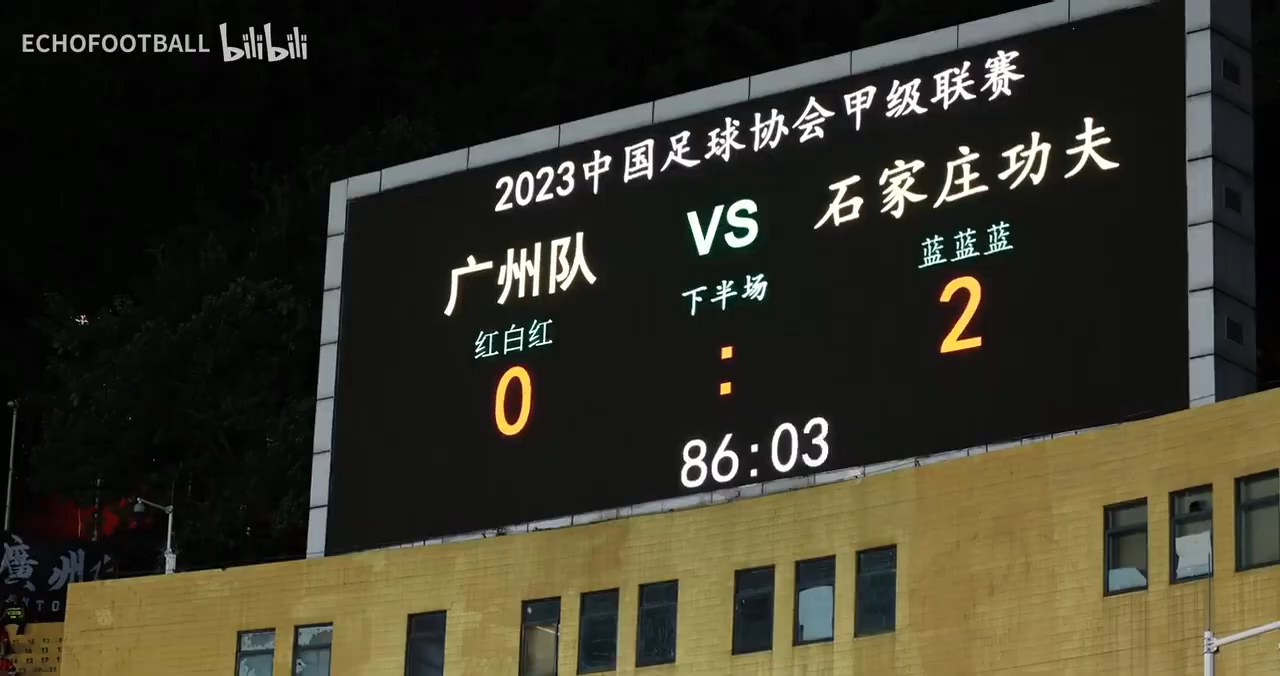 ECHOFOOTBALL bilibili
2023中国足球协会甲级联赛
广州队 VS 石家庄功夫
红白红 下半场 蓝蓝蓝
0 : 2
86:03
廣州